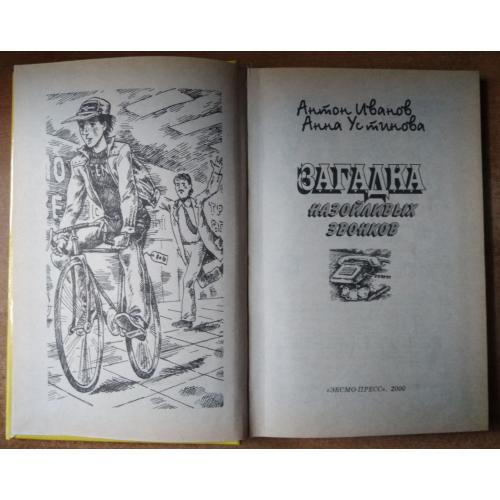 Антон Иванов
Анна Устинова
ЗАГАДКА
НАЗОЙЛИВЫХ
ЗВОНКОВ
«ЭКСМО-ПРЕСС», 2000